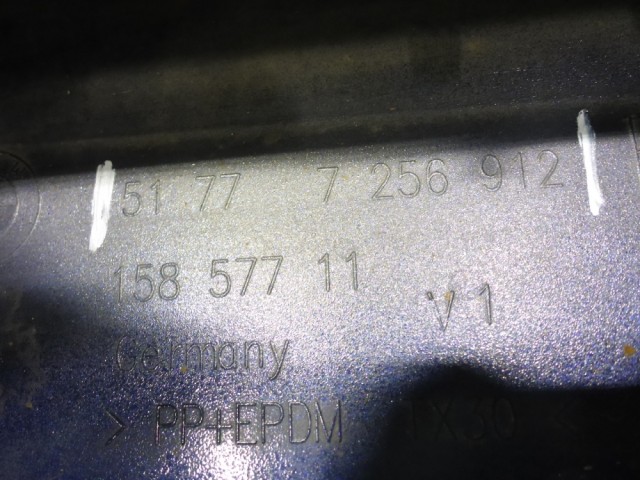 51.77 7 256 912
158 577 11
V1
Germany
> PP+EPDM